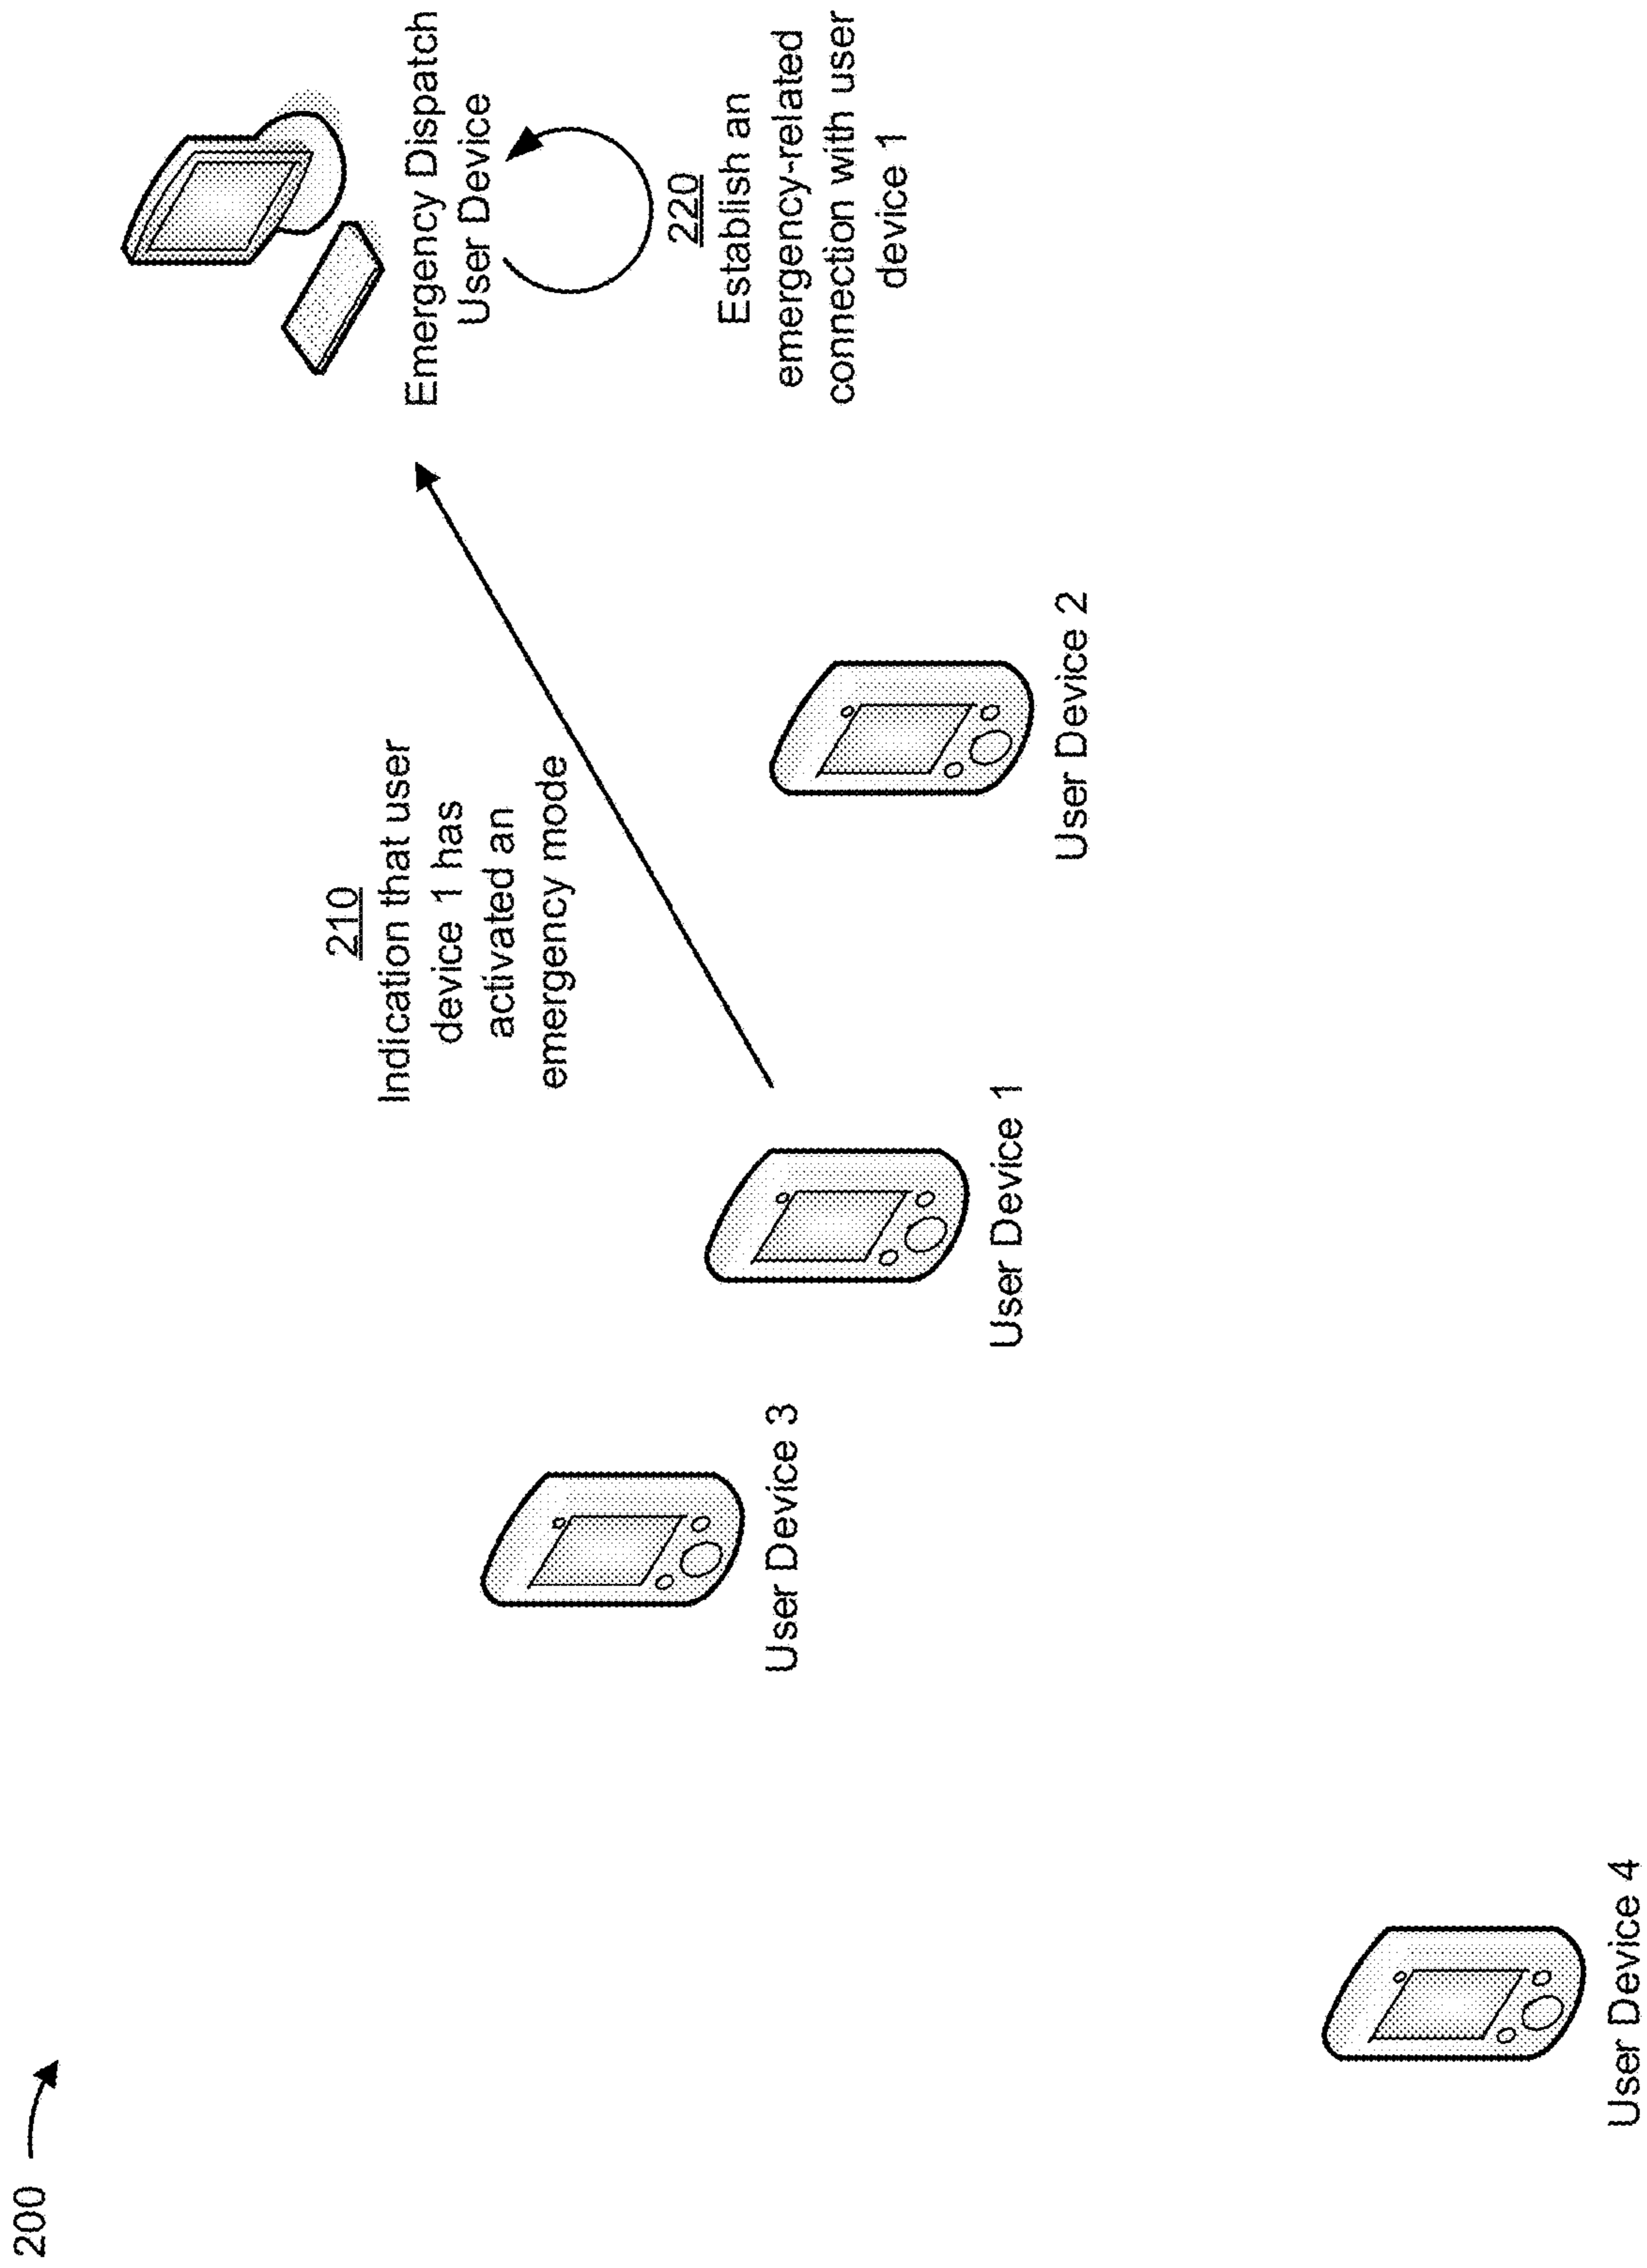 200
210
Indication that user
device 1 has
activated an
emergency mode
Emergency Dispatch
User Device
220
Establish an
emergency-related
connection with user
device 1
User Device 3
User Device 1
User Device 2
User Device 4